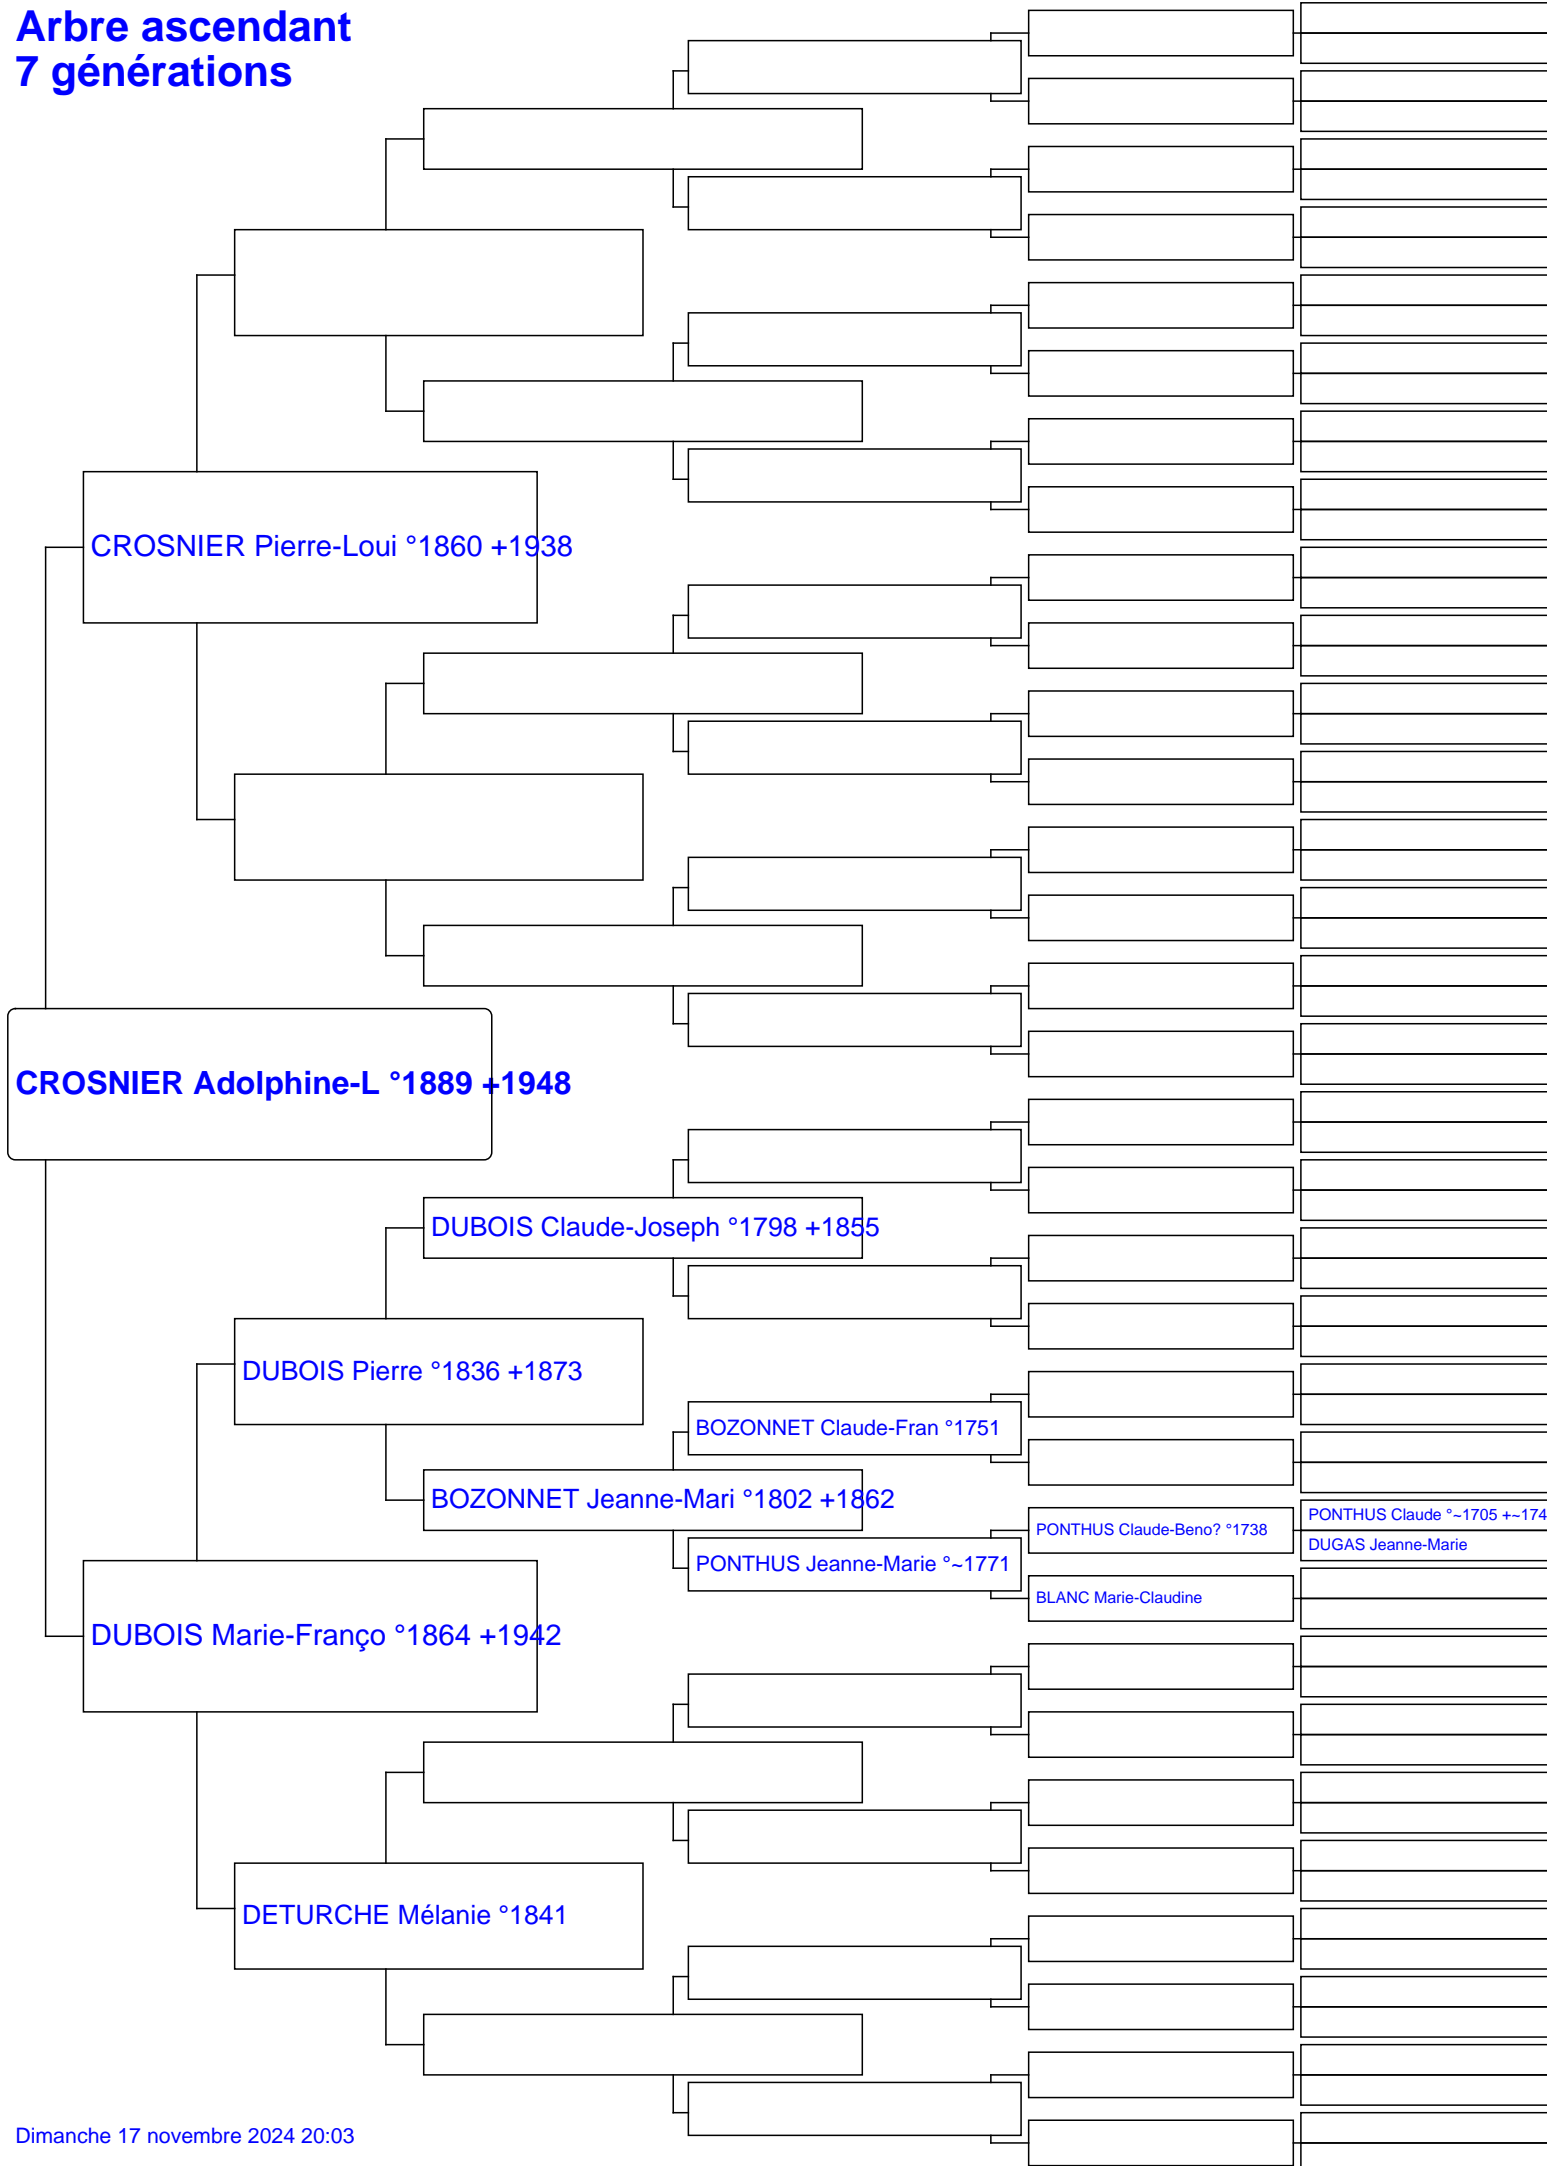 Arbre ascendant
7 générations
CROSNIER Pierre-Loui °1860 +1938
CROSNIER Adolphine-L °1889 +1948
DUBOIS Claude-Joseph °1798 +1855
DUBOIS Pierre °1836 +1873
BOZONNET Claude-Fran °1751
BOZONNET Jeanne-Mari °1802 +1862
PONTHUS Claude °~1705 +~174
PONTHUS Claude-Beno? °1738
DUGAS Jeanne-Marie
PONTHUS Jeanne-Marie °~1771
BLANC Marie-Claudine
DUBOIS Marie-Franço °1864 +1942
DETURCHE Mélanie °1841
Dimanche 17 novembre 2024 20:03